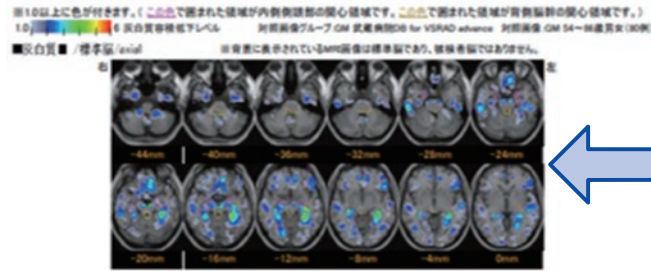 ※1.0以上に色が付きます。(この色で囲まれた領域が内側側頭部の関心領域です。この色で囲まれた領域が背側脳幹の関心領域です。)
1.0 6 灰白質容積低下レベル 対照画像グループ:GM 武蔵病院DB for VSRAD advance 対照画像:GM 54～86歳男女(80例)
■灰白質■ /標準脳/axial ※背景に表示されているMRI画像は標準脳であり、被検者脳ではありません。
右 左
-44mm -40mm -36mm -32mm -28mm -24mm
-20mm -16mm -12mm -8mm -4mm 0mm